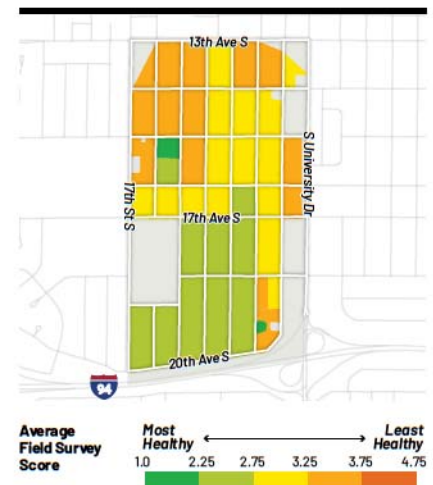 13th Ave S
S University Dr
17th St S
17th Ave S
20th Ave S
94
Average
Field Survey
Score
Most
Healthy
Least
Healthy
1.0 2.25 2.75 3.25 3.75 4.75